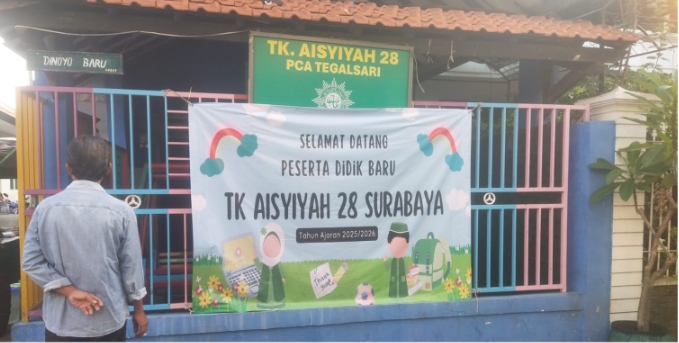 TK. AISYIYAH 28
PCA TEGALSARI
DINOYO BARU
SELAMAT DATANG
PESERTA DIDIK BARU
TK AISYIYAH 28 SURABAYA
Tahun Ajaran 2025/2026